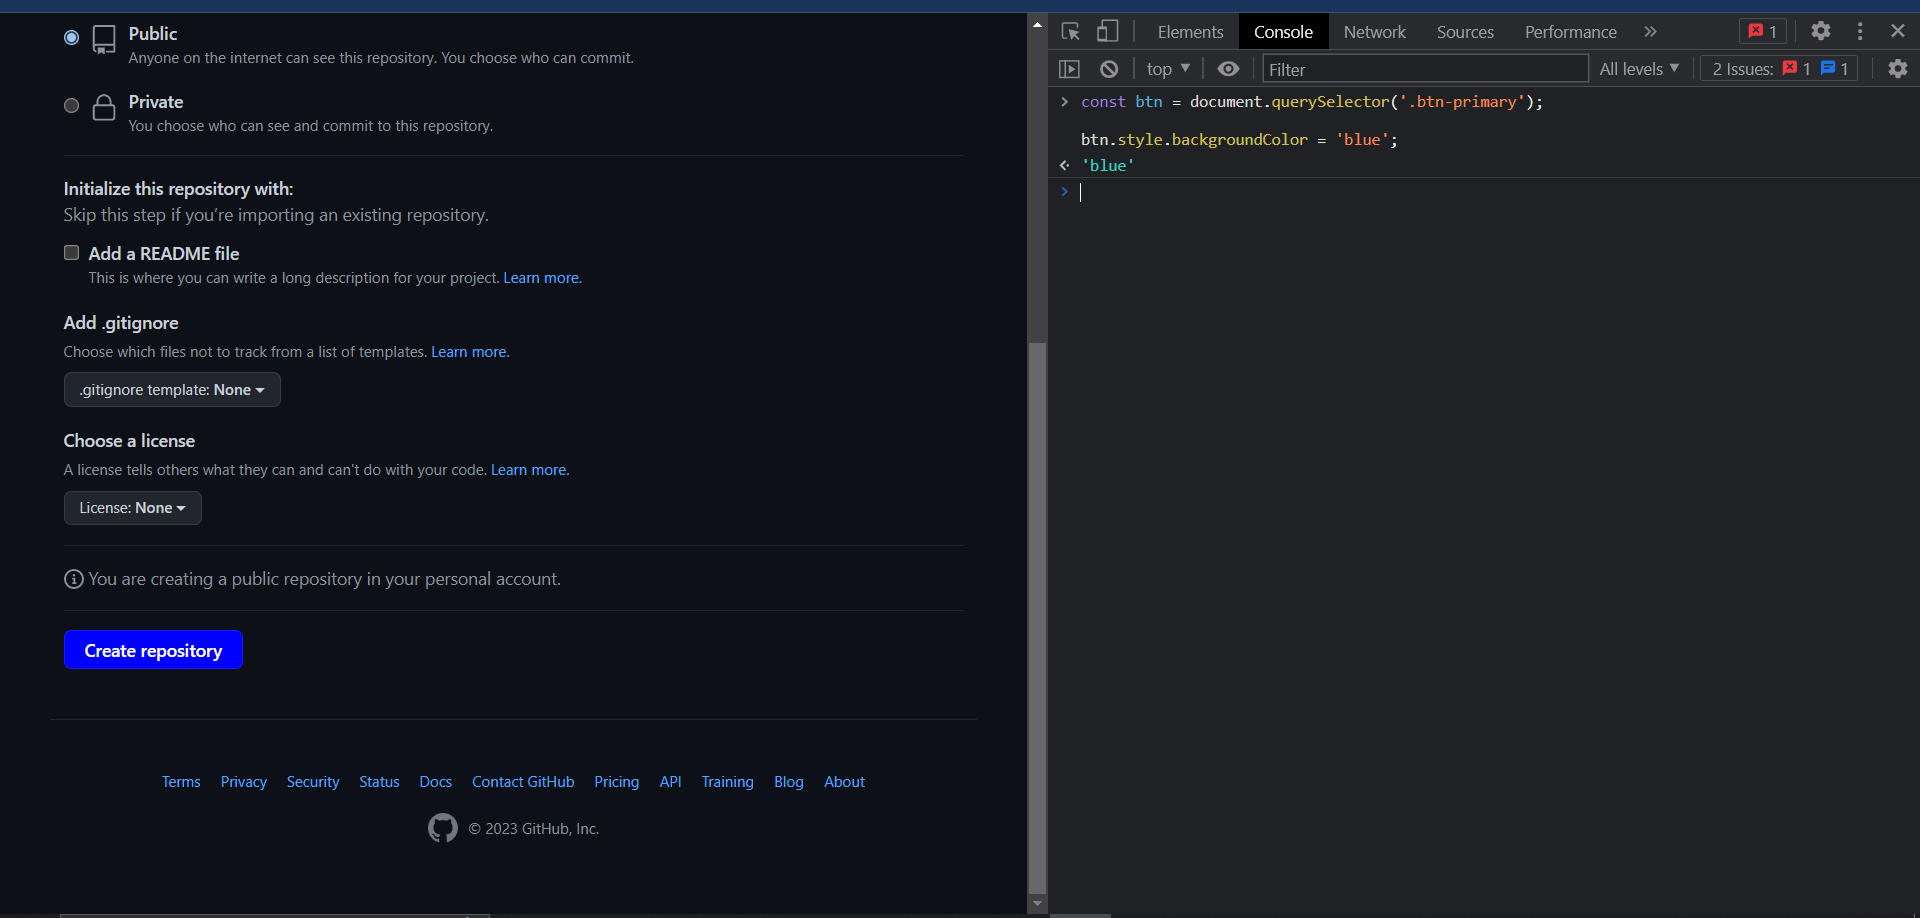 Public
Anyone on the internet can see this repository. You choose who can commit.
Private
You choose who can see and commit to this repository.
Initialize this repository with:
Skip this step if you’re importing an existing repository.
Add a README file
This is where you can write a long description for your project. Learn more.
Add .gitignore
Choose which files not to track from a list of templates. Learn more.
.gitignore template: None
Choose a license
A license tells others what they can and can't do with your code. Learn more.
License: None
You are creating a public repository in your personal account.
Create repository
Terms Privacy Security Status Docs Contact GitHub Pricing API Training Blog About
© 2023 GitHub, Inc.
Elements Console Network Sources Performance 1
top Filter All levels 2 Issues: 1 1
const btn = document.querySelector('.btn-primary');
btn.style.backgroundColor = 'blue';
'blue'